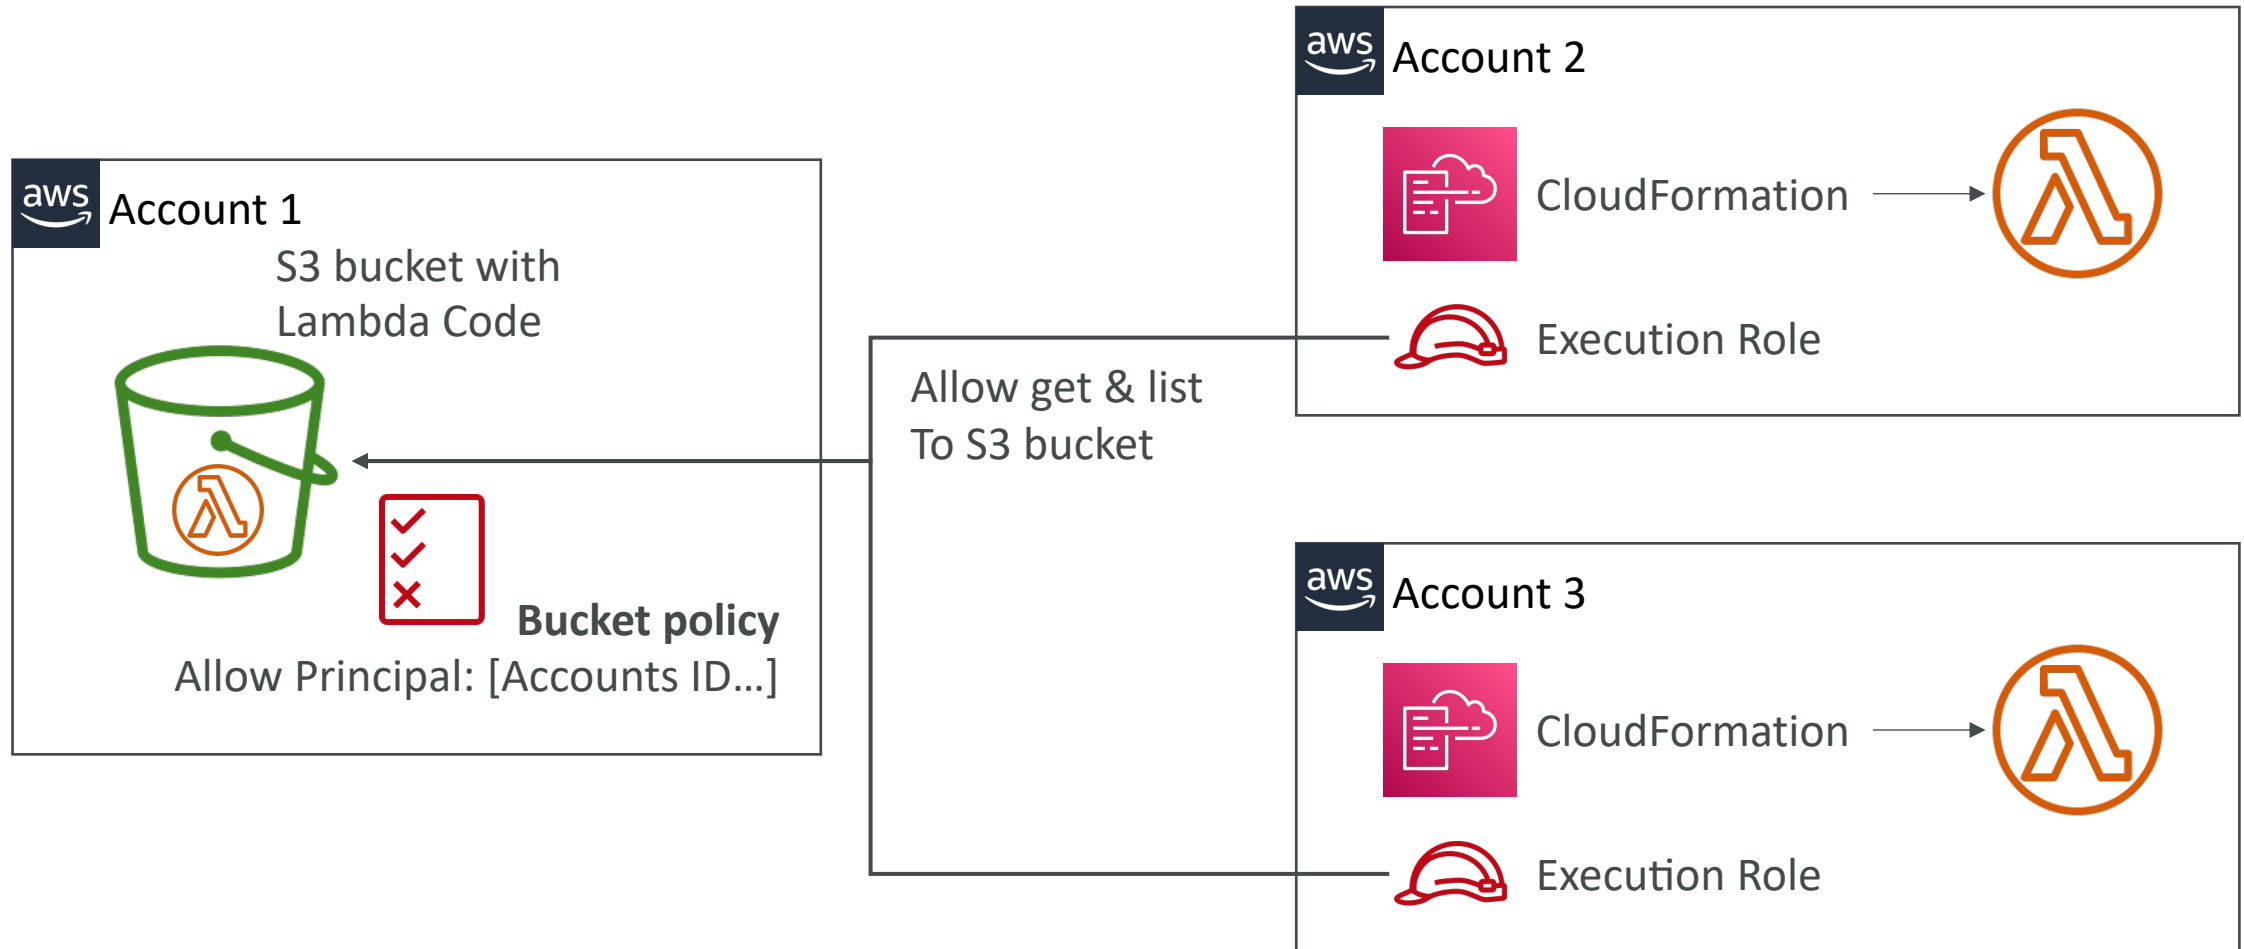 aws
Account 1
S3 bucket with
Lambda Code
Bucket policy
Allow Principal: [Accounts ID…]
Allow get & list
To S3 bucket
aws
Account 2
CloudFormation
Execution Role
aws
Account 3
CloudFormation
Execution Role